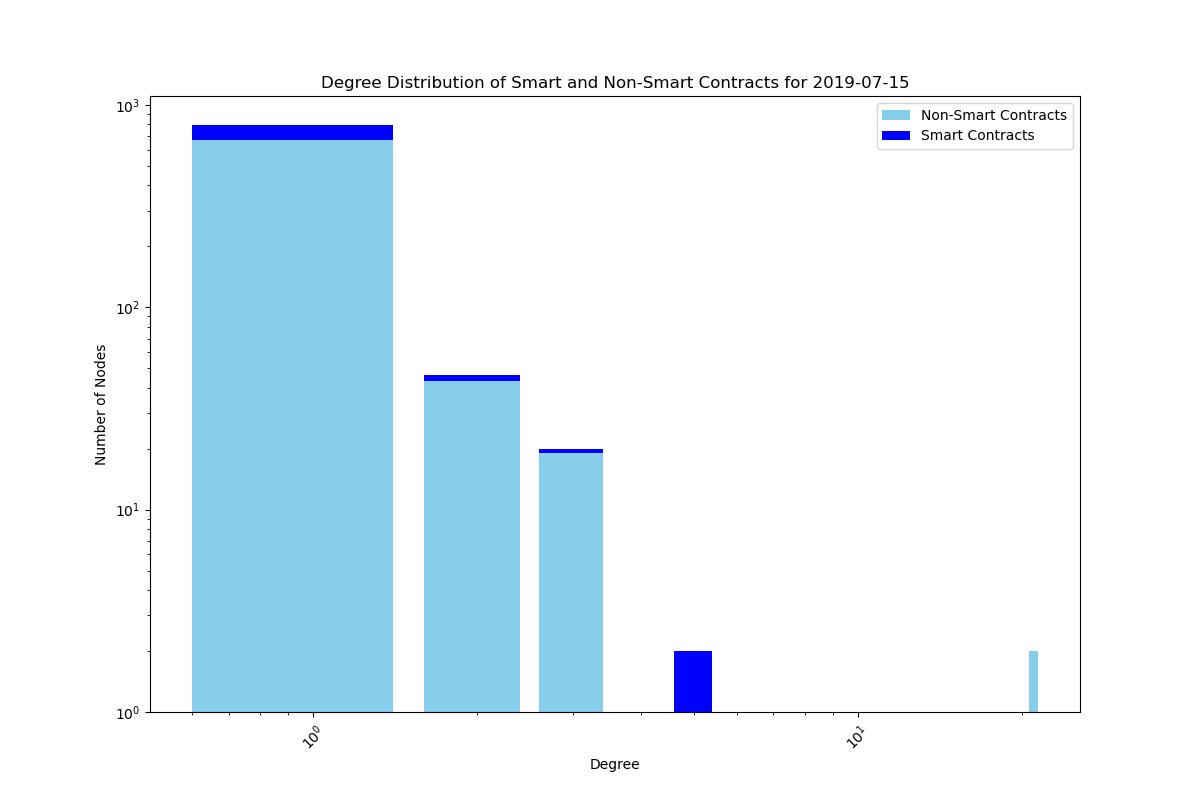 Degree Distribution of Smart and Non-Smart Contracts for 2019-07-15
Non-Smart Contracts
Smart Contracts
Number of Nodes
10³
10²
10¹
10⁰
10⁰
10¹
Degree